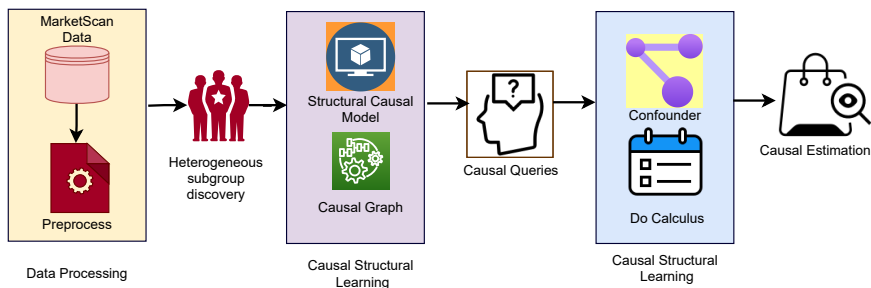 MarketScan
Data
Preprocess
Data Processing
Heterogeneous
subgroup
discovery
Structural Causal
Model
Causal Graph
Causal Structural
Learning
?
Causal Queries
Confounder
Do Calculus
Causal Structural
Learning
Causal Estimation